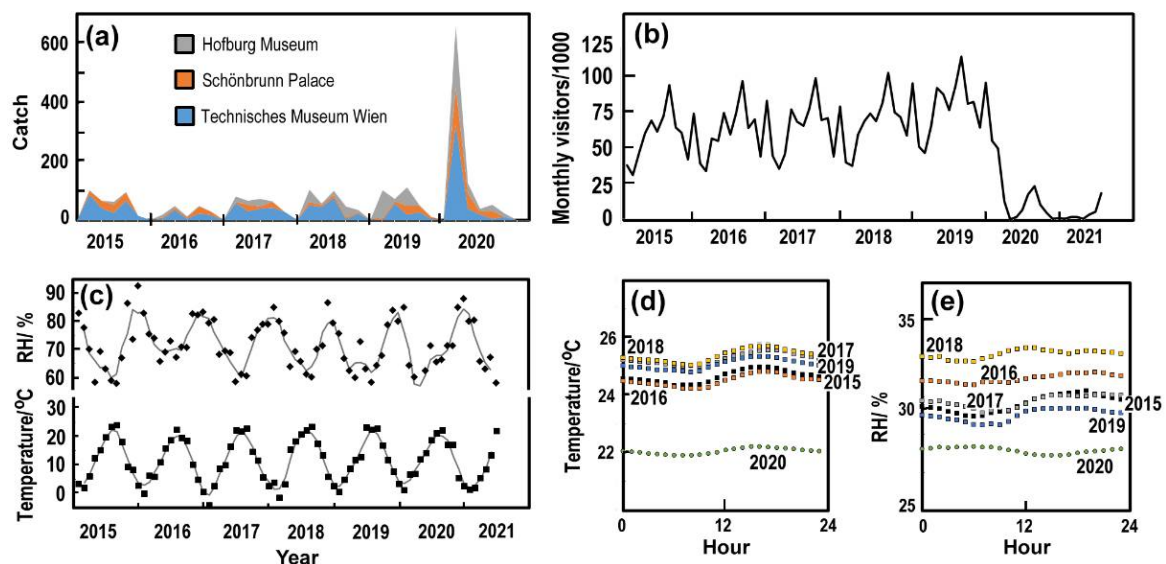 (a)
Hofburg Museum
Schönbrunn Palace
Technisches Museum Wien
Catch
600
400
200
0
2015 2016 2017 2018 2019 2020
(b)
Monthly visitors/1000
125
100
75
50
25
0
2015 2016 2017 2018 2019 2020 2021
(c)
RH/ %
90
80
70
60
Temperature/°C
30
20
10
0
2015 2016 2017 2018 2019 2020 2021
Year
(d)
Temperature/°C
26
24
22
2018
2016
2017
2019
2015
2020
0 12 24
Hour
(e)
RH/ %
35
30
25
2018
2016
2017
2015
2019
2020
0 12 24
Hour